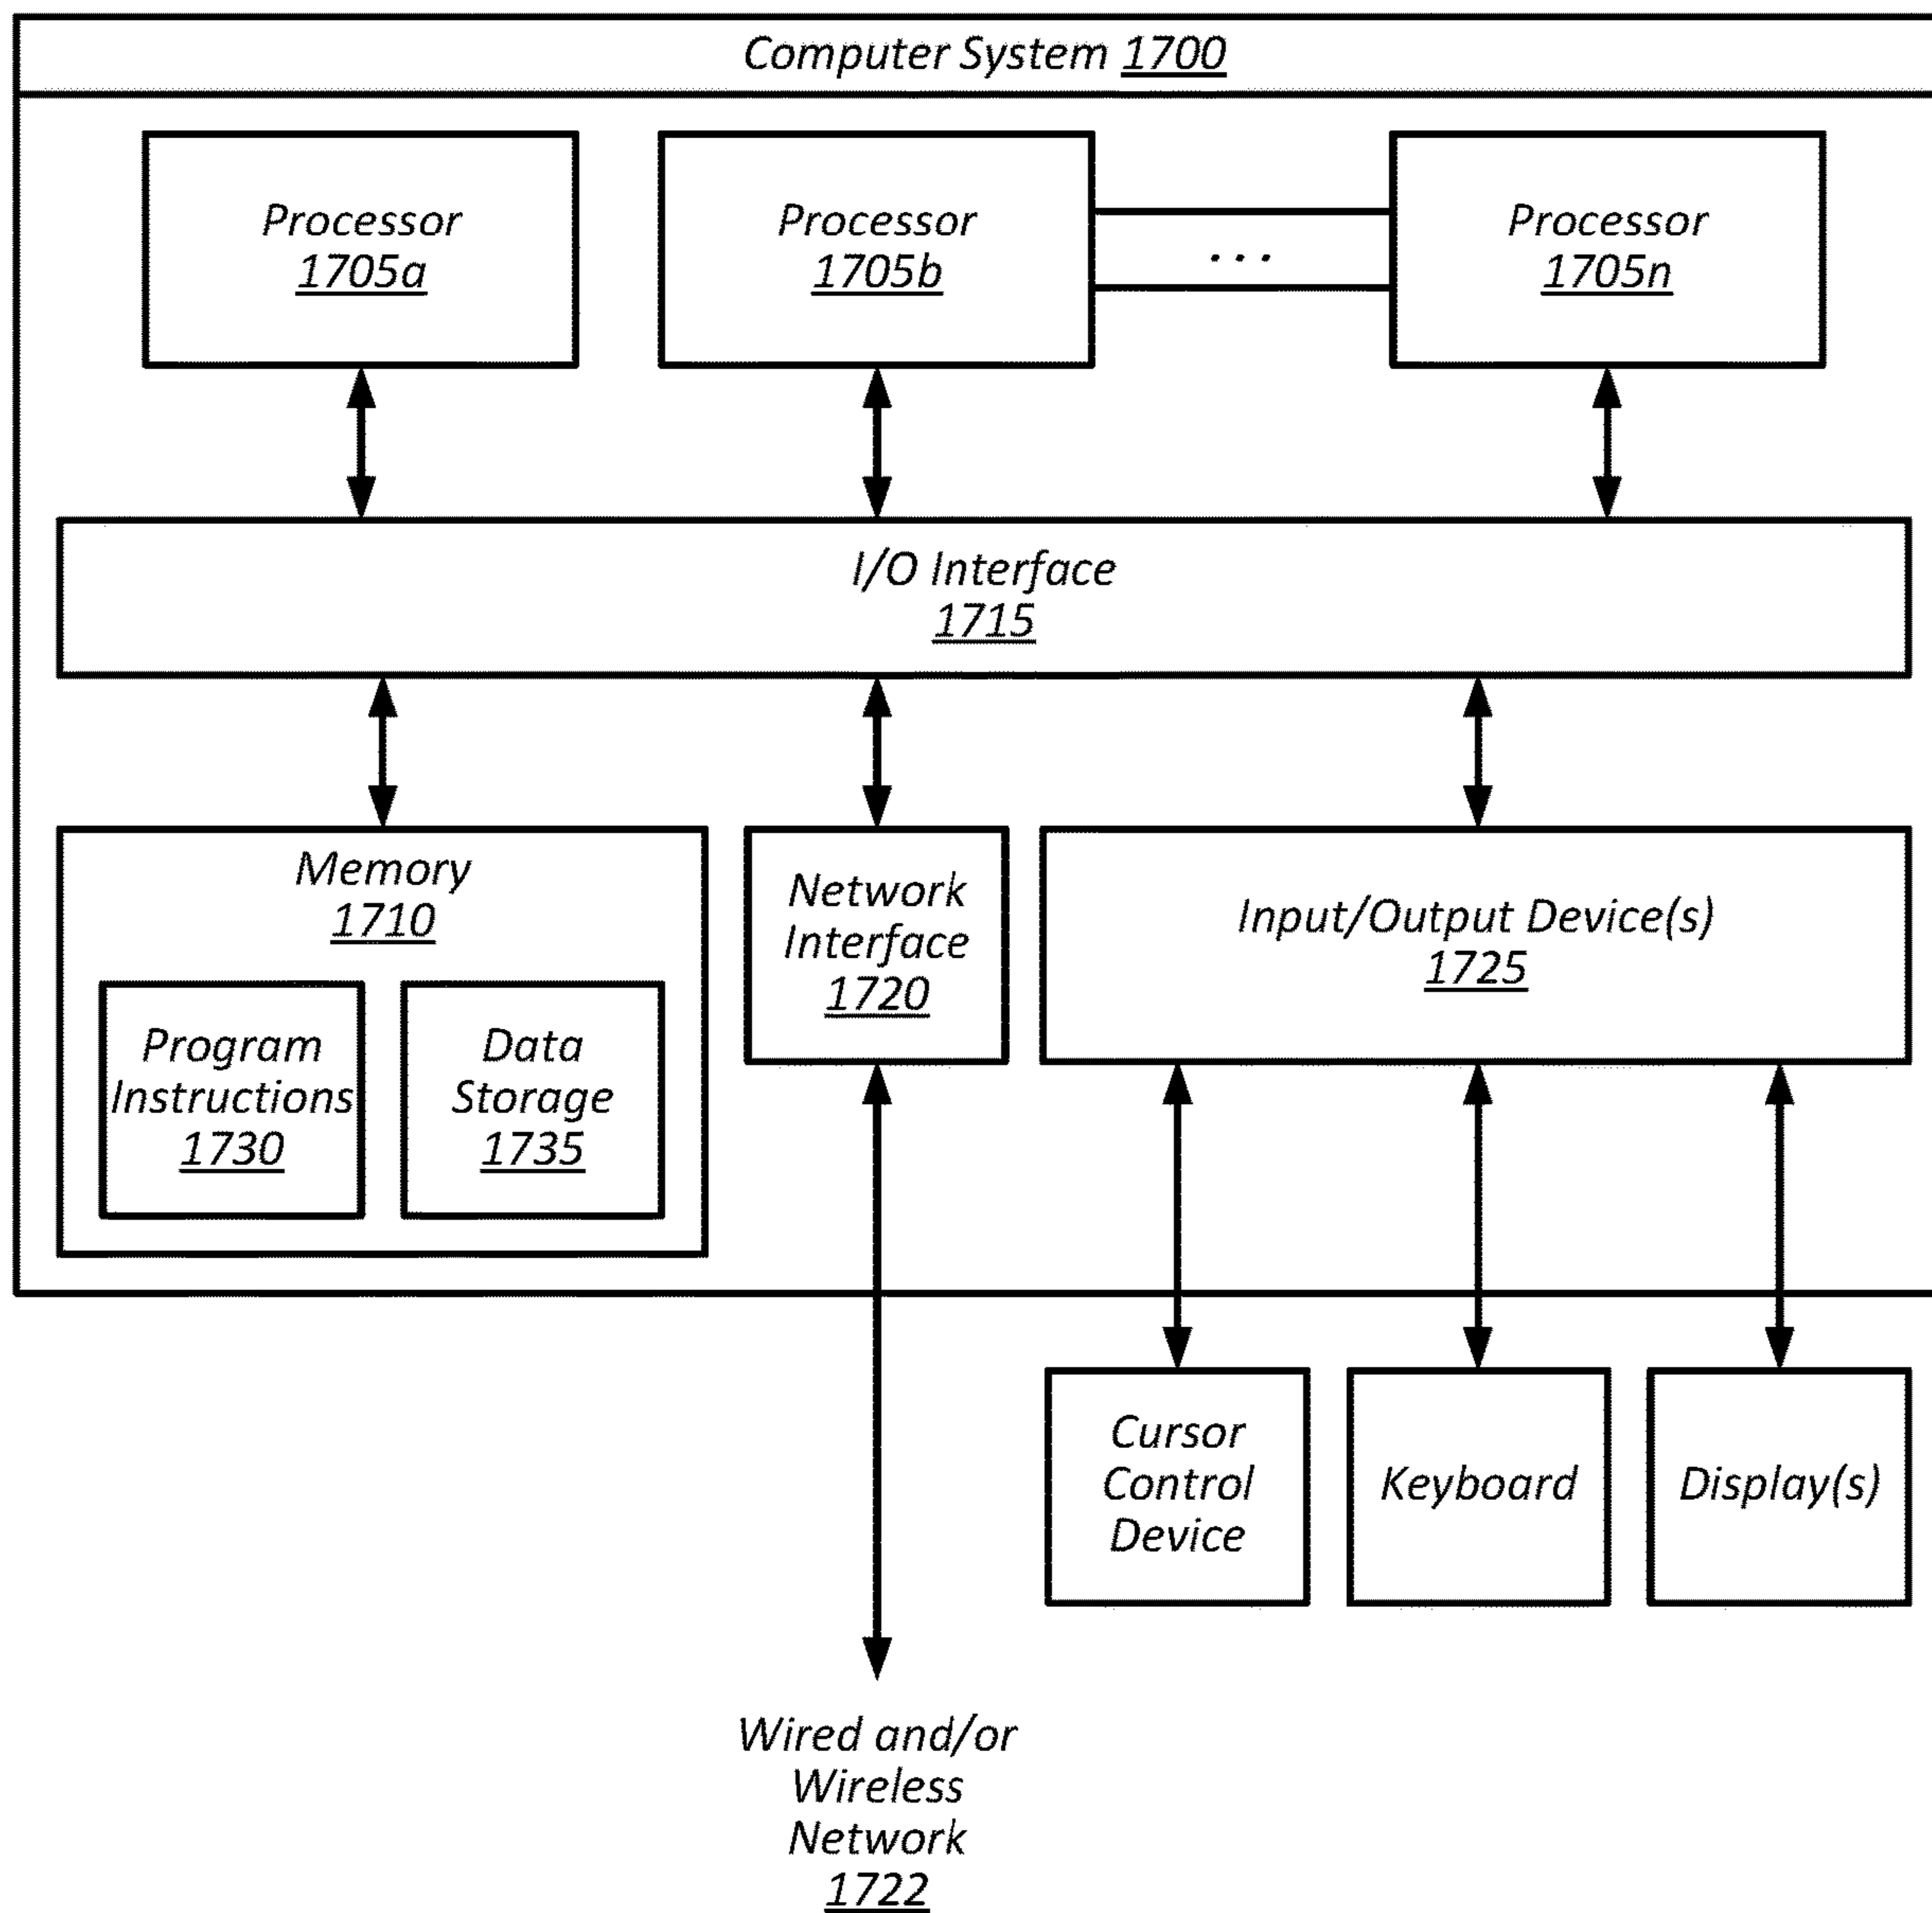 Computer System 1700
Processor
1705a
Processor
1705b
...
Processor
1705n
I/O Interface
1715
Memory
1710
Program
Instructions
1730
Data
Storage
1735
Network
Interface
1720
Input/Output Device(s)
1725
Cursor
Control
Device
Keyboard
Display(s)
Wired and/or
Wireless
Network
1722